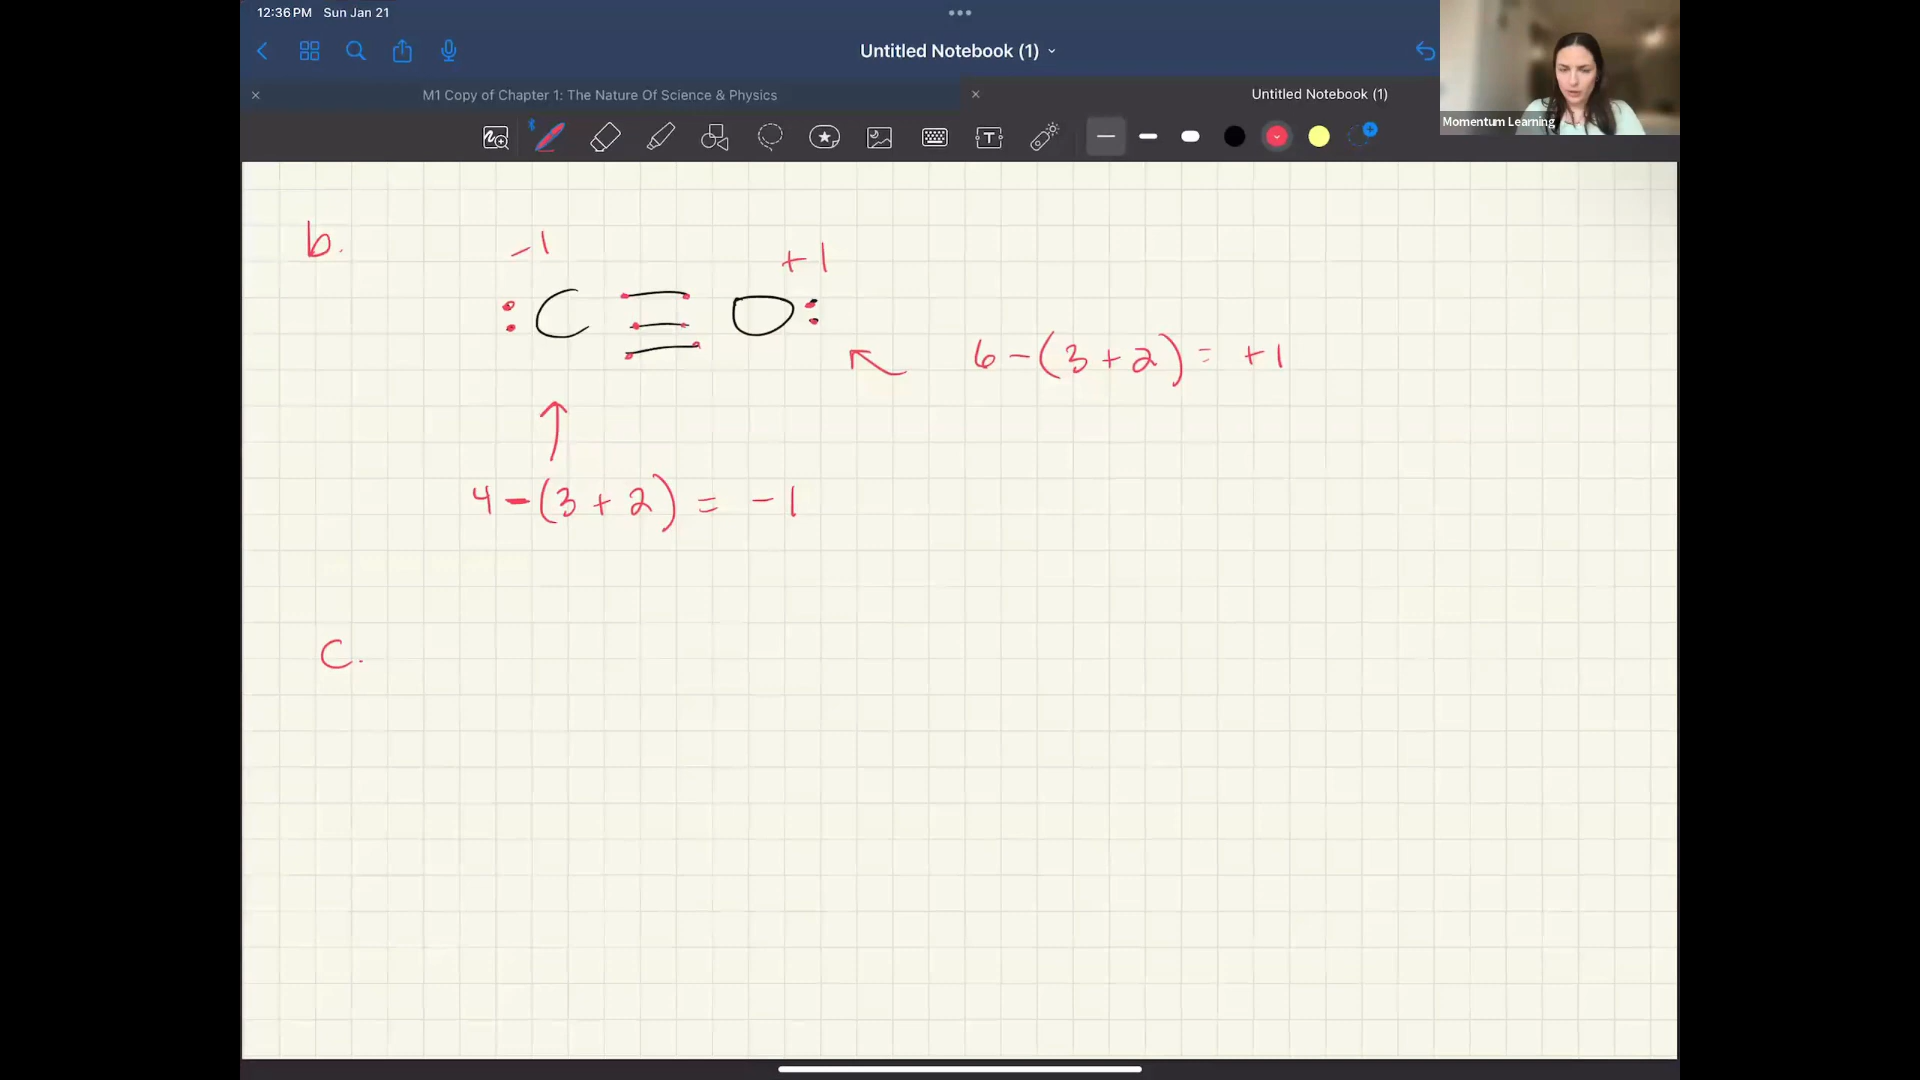 12:36 PM Sun Jan 21
Untitled Notebook (1)
M1 Copy of Chapter 1: The Nature Of Science & Physics
Untitled Notebook (1)
Momentum Learning
b.
-1
+1
:C≡O:
6-(3+2)= +1
4-(3+2) = -1
C.